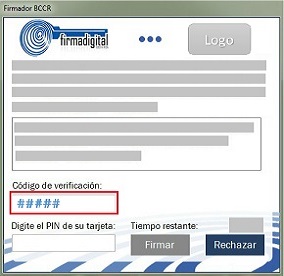 Firmador BCCR
firmadigital
Logo
Código de verificación:
#####
Digite el PIN de su tarjeta:
Tiempo restante:
Firmar
Rechazar